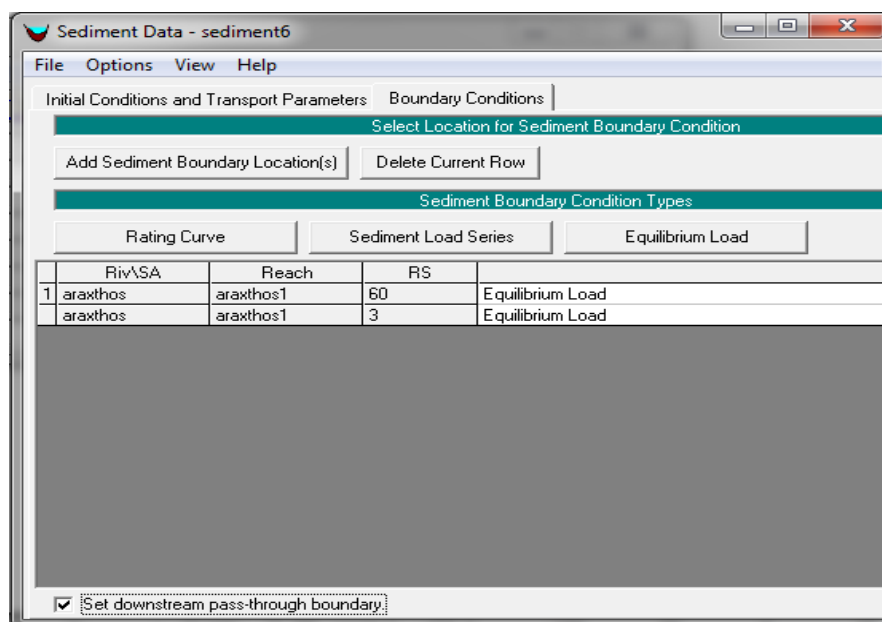 Sediment Data - sediment6
File Options View Help
Initial Conditions and Transport Parameters Boundary Conditions
Select Location for Sediment Boundary Condition
Add Sediment Boundary Location(s) Delete Current Row
Sediment Boundary Condition Types
Rating Curve Sediment Load Series Equilibrium Load
Riv\SA Reach RS
1 araxthos araxthos1 60 Equilibrium Load
araxthos araxthos1 3 Equilibrium Load
Set downstream pass-through boundary.